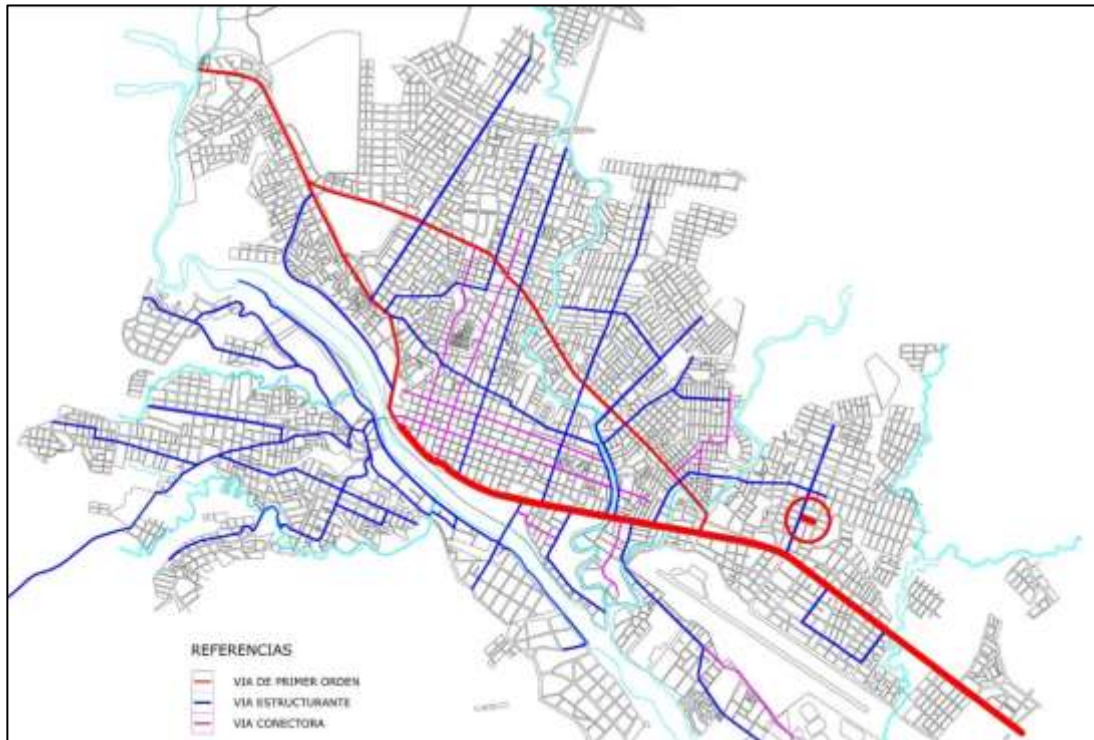 REFERENCIAS
VIA DE PRIMER ORDEN
VIA ESTRUCTURANTE
VIA CONECTORA